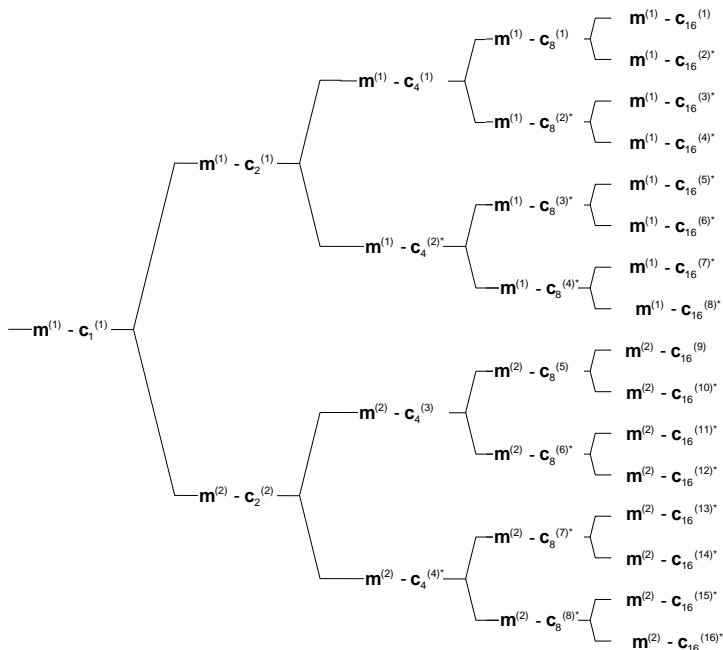 m(1) - c16(1)
m(1) - c8(1)
m(1) - c16(2)*
m(1) - c4(1)
m(1) - c16(3)*
m(1) - c8(2)*
m(1) - c16(4)*
m(1) - c2(1)
m(1) - c16(5)*
m(1) - c8(3)*
m(1) - c16(6)*
m(1) - c4(2)*
m(1) - c16(7)*
m(1) - c8(4)*
m(1) - c16(8)*
m(1) - c1(1)
m(2) - c16(9)
m(2) - c8(5)
m(2) - c16(10)*
m(2) - c4(3)
m(2) - c16(11)*
m(2) - c8(6)*
m(2) - c16(12)*
m(2) - c2(2)
m(2) - c16(13)*
m(2) - c8(7)*
m(2) - c16(14)*
m(2) - c4(4)*
m(2) - c16(15)*
m(2) - c8(8)*
m(2) - c16(16)*